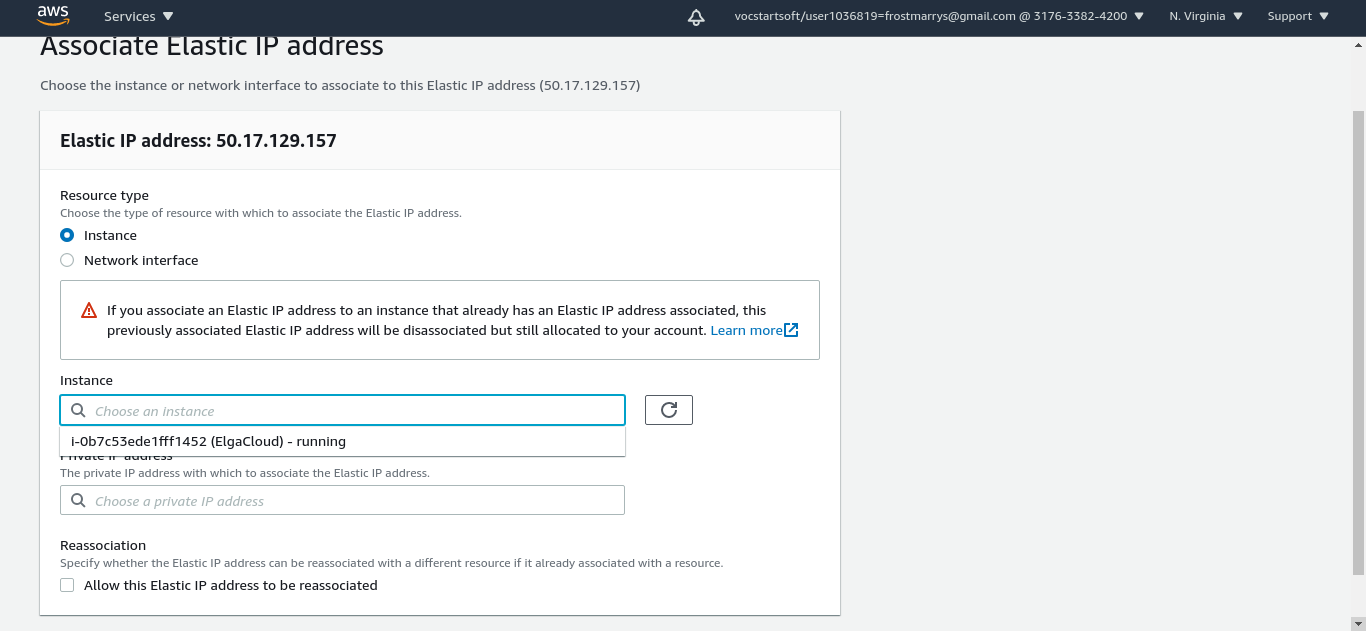 aws Services vocstartsoft/user1036819=frostmarrys@gmail.com @ 3176-3382-4200 N. Virginia Support
Associate Elastic IP address
Choose the instance or network interface to associate to this Elastic IP address (50.17.129.157)
Elastic IP address: 50.17.129.157
Resource type
Choose the type of resource with which to associate the Elastic IP address.
Instance
Network interface
If you associate an Elastic IP address to an instance that already has an Elastic IP address associated, this
previously associated Elastic IP address will be disassociated but still allocated to your account. Learn more
Instance
Choose an instance
i-0b7c53ede1fff1452 (ElgaCloud) - running
Private IP address
The private IP address with which to associate the Elastic IP address.
Choose a private IP address
Reassociation
Specify whether the Elastic IP address can be reassociated with a different resource if it already associated with a resource.
Allow this Elastic IP address to be reassociated